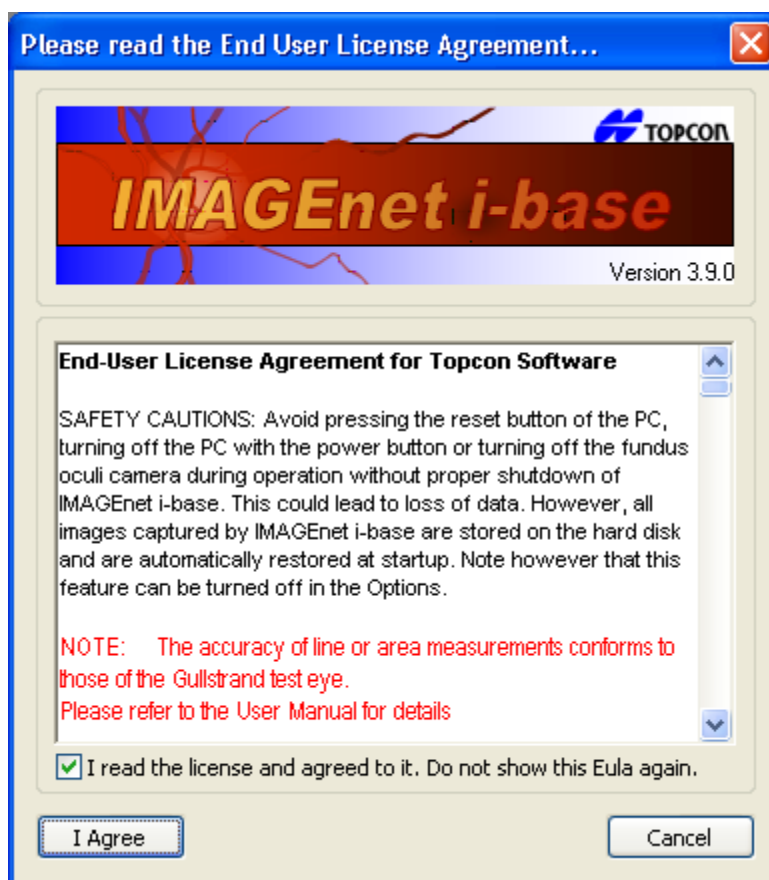 Please read the End User License Agreement...
TOPCON
IMAGEnet i-base
Version 3.9.0
End-User License Agreement for Topcon Software
SAFETY CAUTIONS: Avoid pressing the reset button of the PC,
turning off the PC with the power button or turning off the fundus
oculi camera during operation without proper shutdown of
IMAGEnet i-base. This could lead to loss of data. However, all
images captured by IMAGEnet i-base are stored on the hard disk
and are automatically restored at startup. Note however that this
feature can be turned off in the Options.
NOTE: The accuracy of line or area measurements conforms to
those of the Gullstrand test eye.
Please refer to the User Manual for details
I read the license and agreed to it. Do not show this Eula again.
I Agree
Cancel